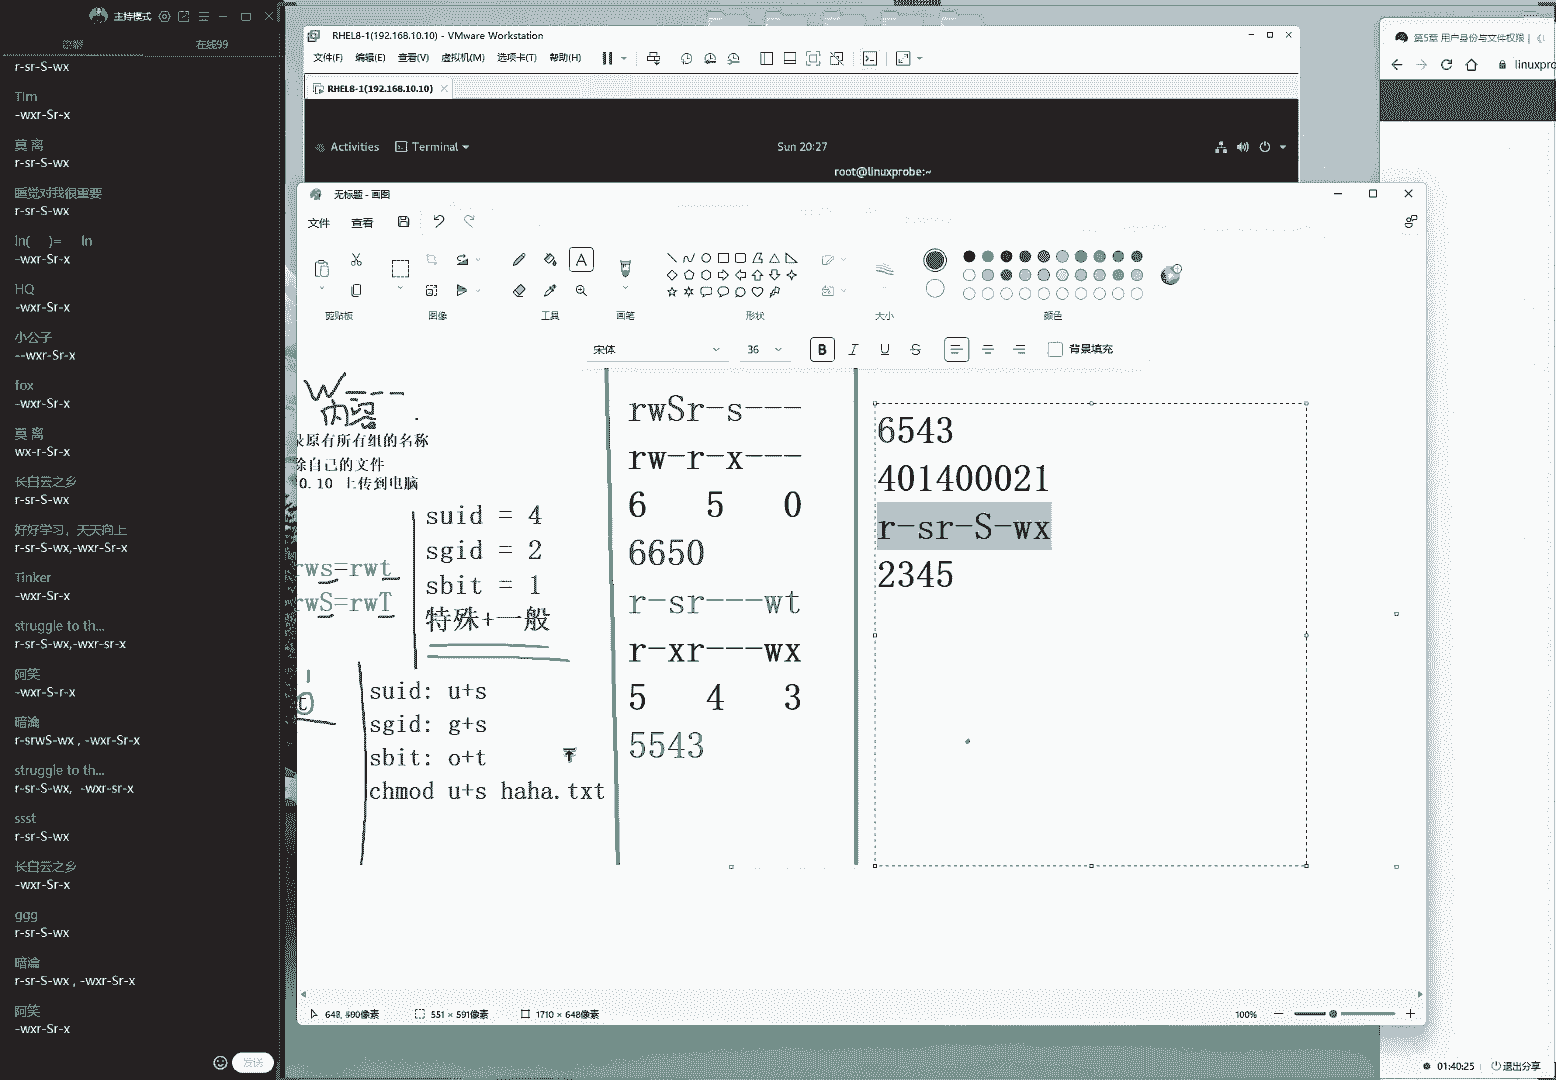 主持模式
在线99
r-sr-S-wx
TIm
-wxr-Sr-x
莫 离
r-sr-S-wx
睡觉对我很重要
r-sr-S-wx
ln( )= ln
-wxr-Sr-x
HQ
-wxr-Sr-x
小公子
--wxr-Sr-x
fox
-wxr-Sr-x
莫 离
wx-r-Sr-x
长白云之乡
r-sr-S-wx
好好学习，天天向上
r-sr-S-wx,-wxr-Sr-x
Tinker
-wxr-Sr-x
struggle to th...
r-sr-S-wx,-wxr-sr-x
阿笑
-wxr-S-r-x
暗瀹
r-srwS-wx , -wxr-Sr-x
struggle to th...
r-sr-S-wx,  -wxr-sr-x
ssst
r-sr-S-wx
长白云之乡
-wxr-Sr-x
ggg
r-sr-S-wx
暗瀹
r-sr-S-wx , -wxr-Sr-x
阿笑
-wxr-Sr-x
发送
RHEL8-1(192.168.10.10) - VMware Workstation
文件(F) 编辑(E) 查看(V) 虚拟机(M) 选项卡(T) 帮助(H)
RHEL8-1(192.168.10.10)
Activities Terminal Sun 20:27
root@linuxprobe:~
无标题 - 画图
文件 查看
A
剪贴板 图像 工具 画笔 形状 大小 颜色
宋体 36 B I U S 背景填充
W----
内容
录原有所有组的名称
除自己的文件
0.10 上传到电脑
rws=rwt
rwS=rwT
suid = 4
sgid = 2
sbit = 1
特殊+一般
suid: u+s
sgid: g+s
sbit: o+t
chmod u+s haha.txt
rwSr-s---
rw-r-x---
6 5 0
6650
r-sr---wt
r-xr---wx
5 4 3
5543
6543
401400021
r-sr-S-wx
2345
648, 590像素 551 × 591像素 1710 × 648像素 100%
第5章 用户身份与文件权限 |
linuxpro
01:40:25 退出分享